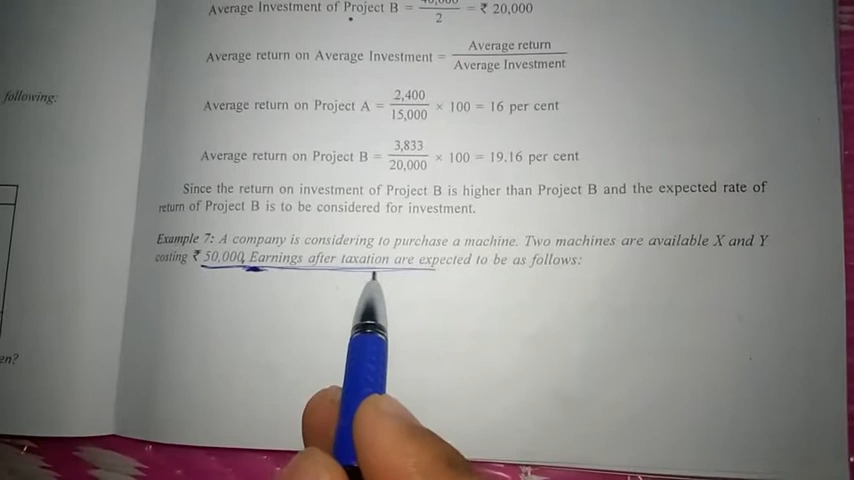 Average Investment of Project B = 40,000 / 2 = ₹ 20,000
Average return on Average Investment = Average return / Average Investment
following:
Average return on Project A = 2,400 / 15,000 × 100 = 16 per cent
Average return on Project B = 3,833 / 20,000 × 100 = 19.16 per cent
Since the return on investment of Project B is higher than Project B and the expected rate of
return of Project B is to be considered for investment.
Example 7: A company is considering to purchase a machine. Two machines are available X and Y
costing ₹ 50,000, Earnings after taxation are expected to be as follows:
en?